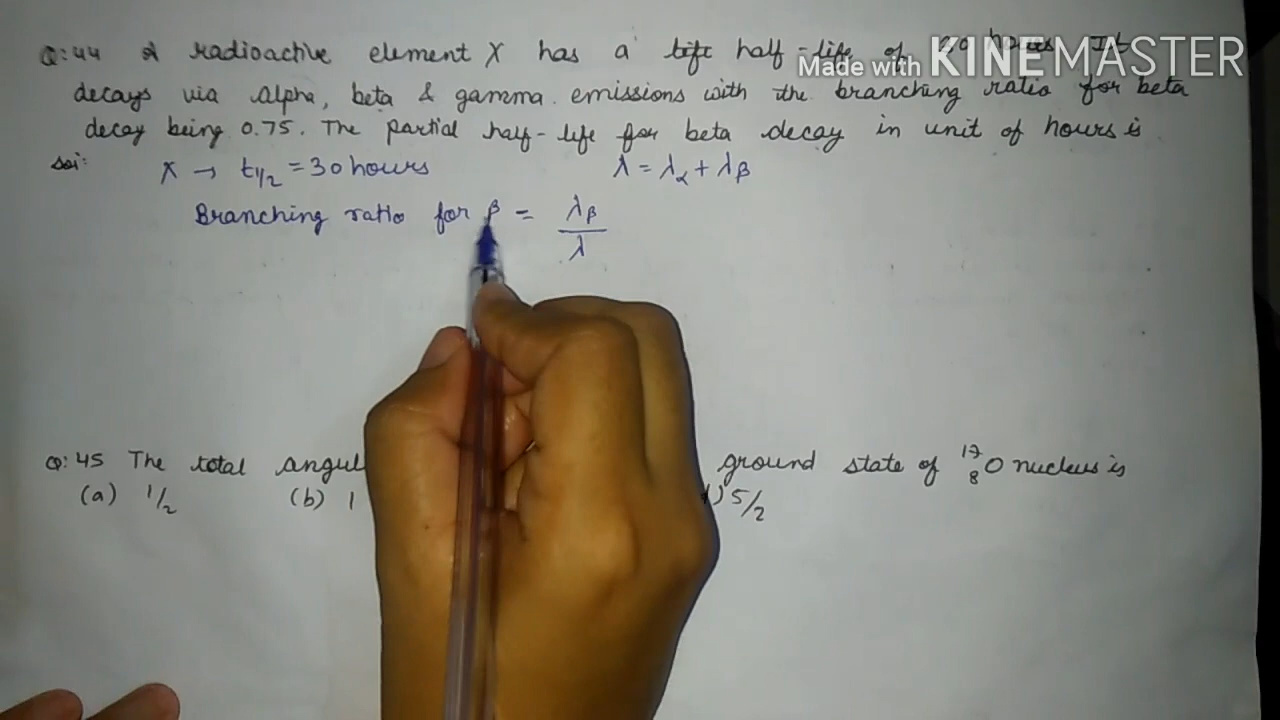 Q:44 A radioactive element X has a life half-life of
Made with KINEMASTER
decays via alpha, beta & gamma emissions with the branching ratio for beta
decay being 0.75. The partial half-life for beta decay in unit of hours is
Sol: X → t1/2 = 30 hours λ = λα + λβ
Branching ratio for β = λβ/λ
Q:45 The total angul ground state of ¹⁷₈O nucleus is
(a) 1/2 (b) 1 ) 5/2